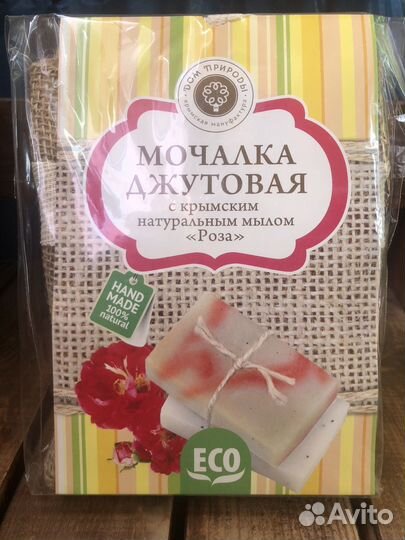 ДОМ ПРИРОДЫ
крымская мануфактура
МОЧАЛКА
ДЖУТОВАЯ
с крымским
натуральным мылом
«Роза»
HAND
MADE
100%
natural
ECO
Avito